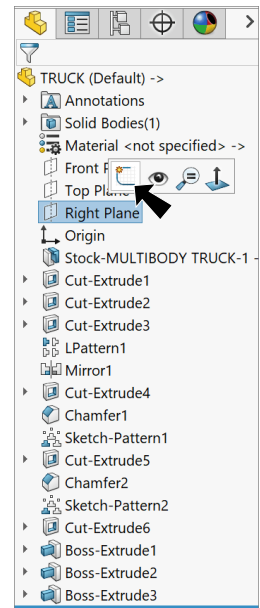 TRUCK (Default) ->
Annotations
Solid Bodies(1)
Material <not specified> ->
Front
Top Plane
Right Plane
Origin
Stock-MULTIBODY TRUCK-1 -
Cut-Extrude1
Cut-Extrude2
Cut-Extrude3
LPattern1
Mirror1
Cut-Extrude4
Chamfer1
Sketch-Pattern1
Cut-Extrude5
Chamfer2
Sketch-Pattern2
Cut-Extrude6
Boss-Extrude1
Boss-Extrude2
Boss-Extrude3